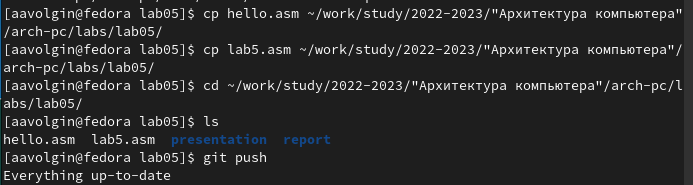 [aavolgin@fedora lab05]$ cp hello.asm ~/work/study/2022-2023/"Архитектура компьютера"
/arch-pc/labs/lab05/
[aavolgin@fedora lab05]$ cp lab5.asm ~/work/study/2022-2023/"Архитектура компьютера"/
arch-pc/labs/lab05/
[aavolgin@fedora lab05]$ cd ~/work/study/2022-2023/"Архитектура компьютера"/arch-pc/l
abs/lab05/
[aavolgin@fedora lab05]$ ls
hello.asm  lab5.asm  presentation  report
[aavolgin@fedora lab05]$ git push
Everything up-to-date